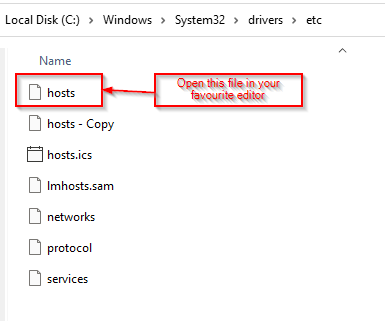 Local Disk (C:) > Windows > System32 > drivers > etc
Name
hosts
Open this file in your
favourite editor
hosts - Copy
hosts.ics
lmhosts.sam
networks
protocol
services